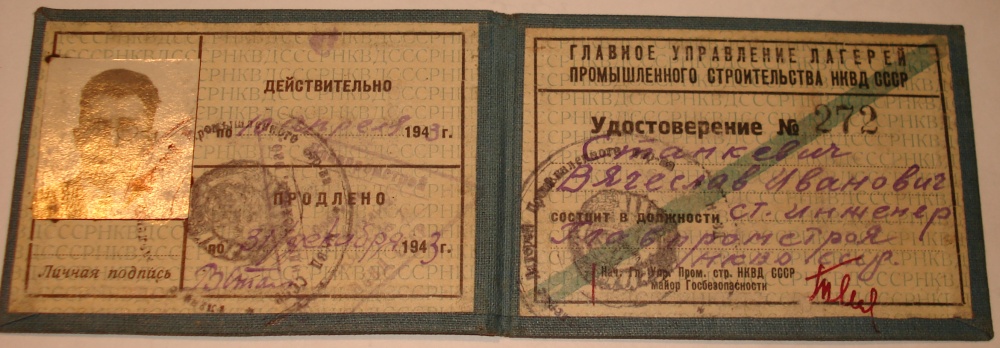 ДЕЙСТВИТЕЛЬНО
по 10 апреля 1943 г.
ПРОДЛЕНО
по 31 декабря 1943 г.
Личная подпись
ГЛАВНОЕ УПРАВЛЕНИЕ ЛАГЕРЕЙ
ПРОМЫШЛЕННОГО СТРОИТЕЛЬСТВА НКВД СССР
Удостоверение № 272
Станкевич
Вячеслав Иванович
состоит в должности ст. инженер
Главпромстроя
НКВД
Нач. Гл. Упр. Пром. стр. НКВД СССР
майор Госбезопасности